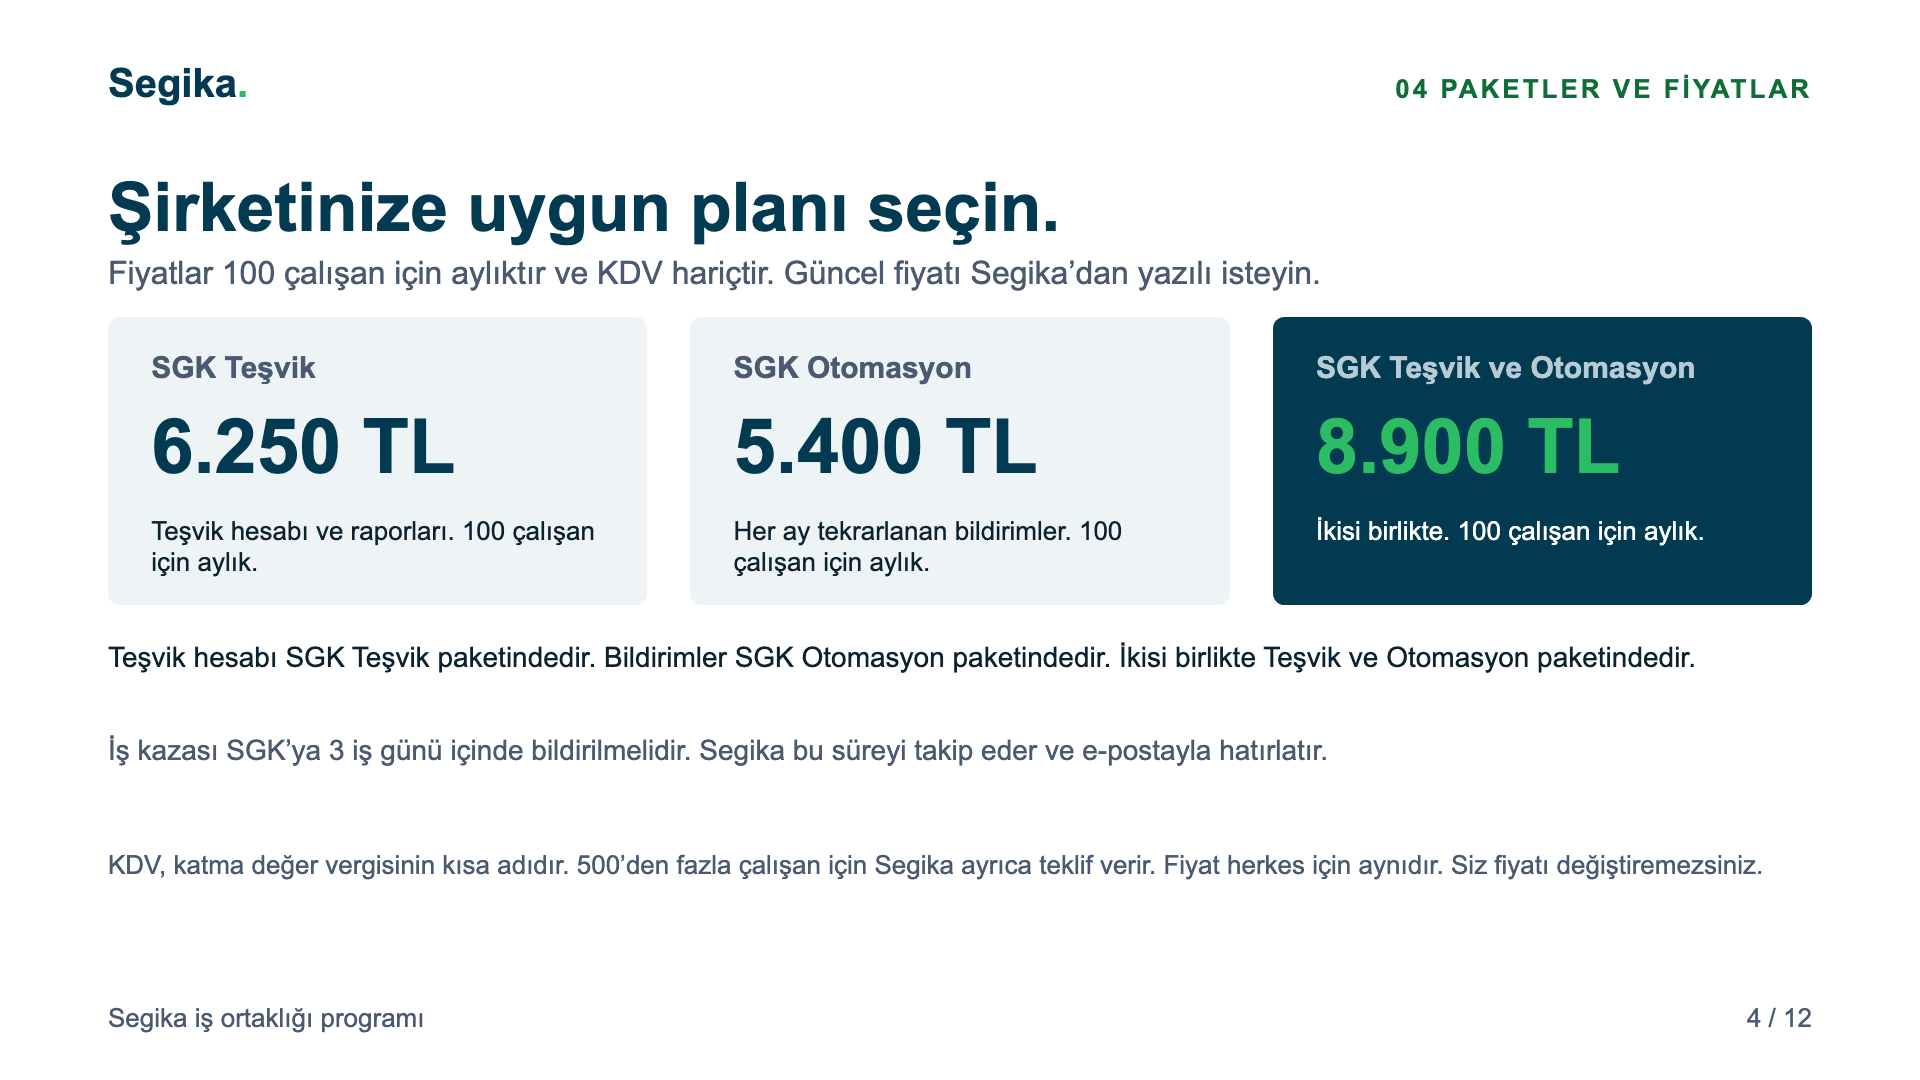 Segika.
04 PAKETLER VE FİYATLAR
Şirketinize uygun planı seçin.
Fiyatlar 100 çalışan için aylıktır ve KDV hariçtir. Güncel fiyatı Segika’dan yazılı isteyin.
SGK Teşvik
6.250 TL
Teşvik hesabı ve raporları. 100 çalışan
için aylık.
SGK Otomasyon
5.400 TL
Her ay tekrarlanan bildirimler. 100
çalışan için aylık.
SGK Teşvik ve Otomasyon
8.900 TL
İkisi birlikte. 100 çalışan için aylık.
Teşvik hesabı SGK Teşvik paketindedir. Bildirimler SGK Otomasyon paketindedir. İkisi birlikte Teşvik ve Otomasyon paketindedir.
İş kazası SGK’ya 3 iş günü içinde bildirilmelidir. Segika bu süreyi takip eder ve e-postayla hatırlatır.
KDV, katma değer vergisinin kısa adıdır. 500’den fazla çalışan için Segika ayrıca teklif verir. Fiyat herkes için aynıdır. Siz fiyatı değiştiremezsiniz.
Segika iş ortaklığı programı
4 / 12